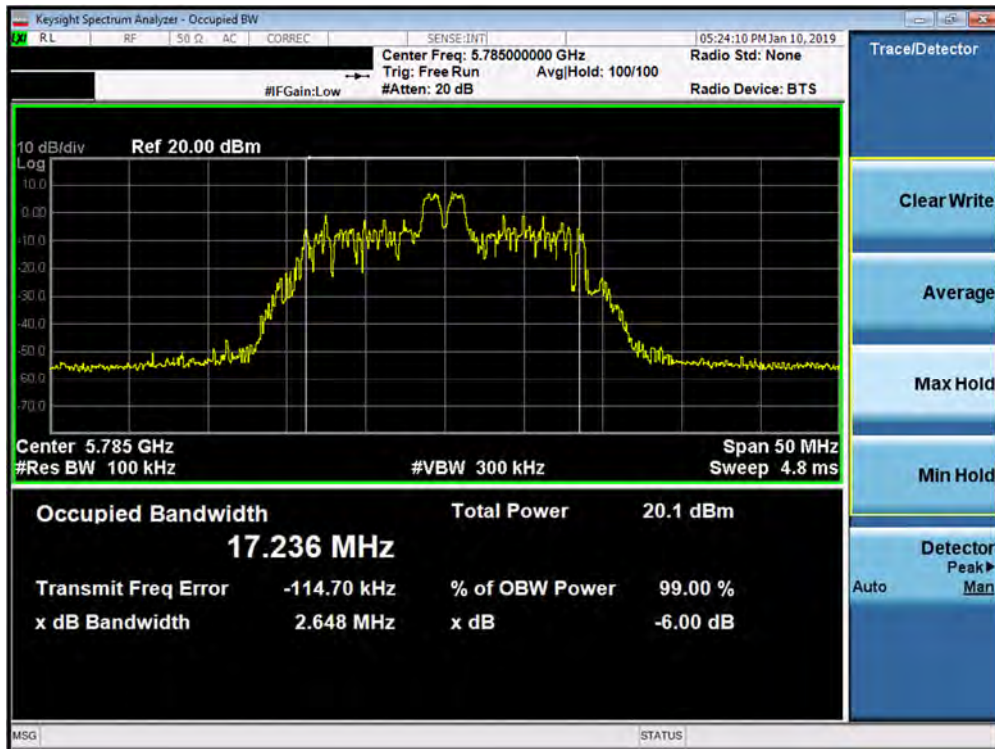 Keysight Spectrum Analyzer - Occupied BW
LXI RL RF 50 Ω AC CORREC SENSE:INT 05:24:10 PM Jan 10, 2019
Center Freq: 5.785000000 GHz Radio Std: None
Trig: Free Run Avg|Hold: 100/100
#IFGain:Low #Atten: 20 dB Radio Device: BTS
Trace/Detector
10 dB/div Ref 20.00 dBm
Log
10.0
0.00
-10.0
-20.0
-30.0
-40.0
-50.0
-60.0
-70.0
Center 5.785 GHz Span 50 MHz
#Res BW 100 kHz #VBW 300 kHz Sweep 4.8 ms
Clear Write
Average
Max Hold
Min Hold
Detector
Peak▶
Auto Man
Occupied Bandwidth Total Power 20.1 dBm
17.236 MHz
Transmit Freq Error -114.70 kHz % of OBW Power 99.00 %
x dB Bandwidth 2.648 MHz x dB -6.00 dB
MSG STATUS